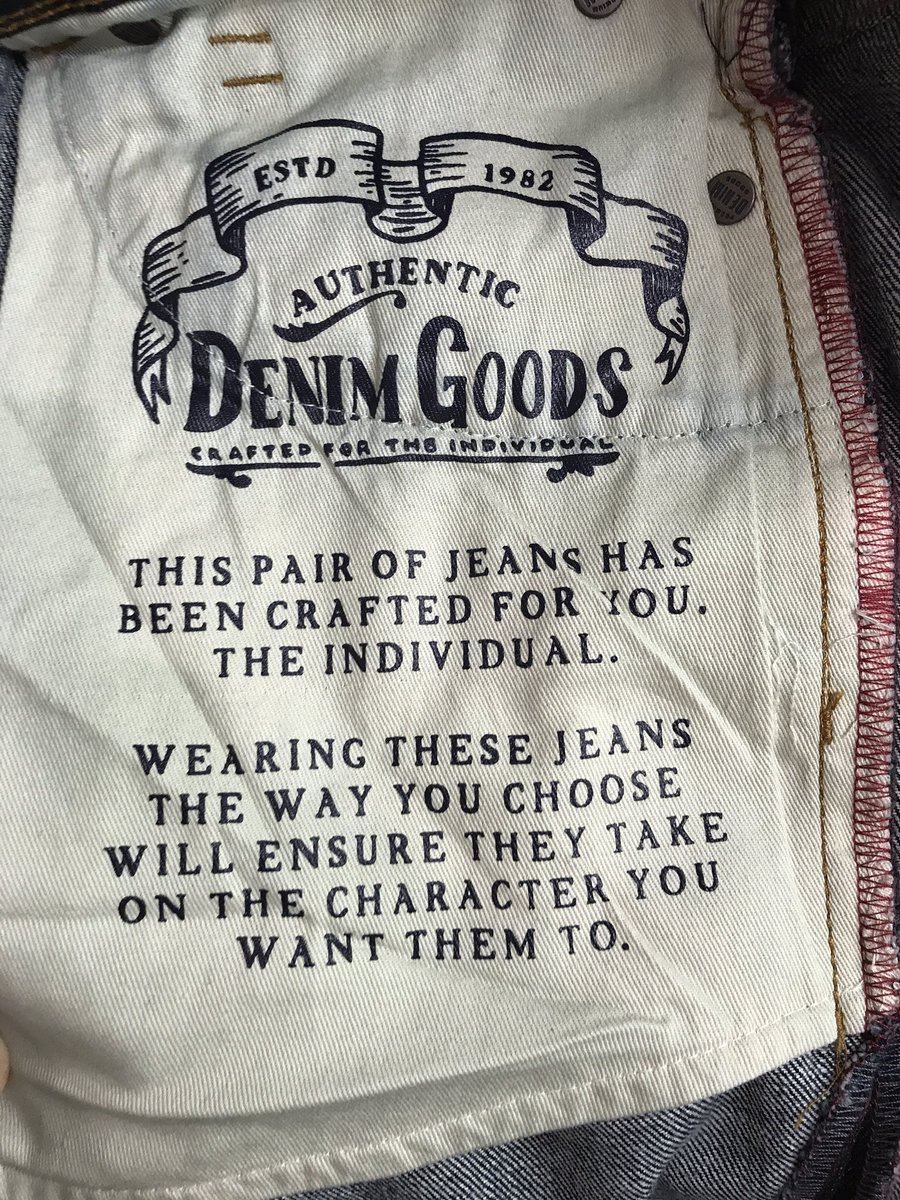 ESTD 1982
AUTHENTIC
DENIM GOODS
CRAFTED FOR THE INDIVIDUAL
THIS PAIR OF JEANS HAS
BEEN CRAFTED FOR YOU.
THE INDIVIDUAL.
WEARING THESE JEANS
THE WAY YOU CHOOSE
WILL ENSURE THEY TAKE
ON THE CHARACTER YOU
WANT THEM TO.